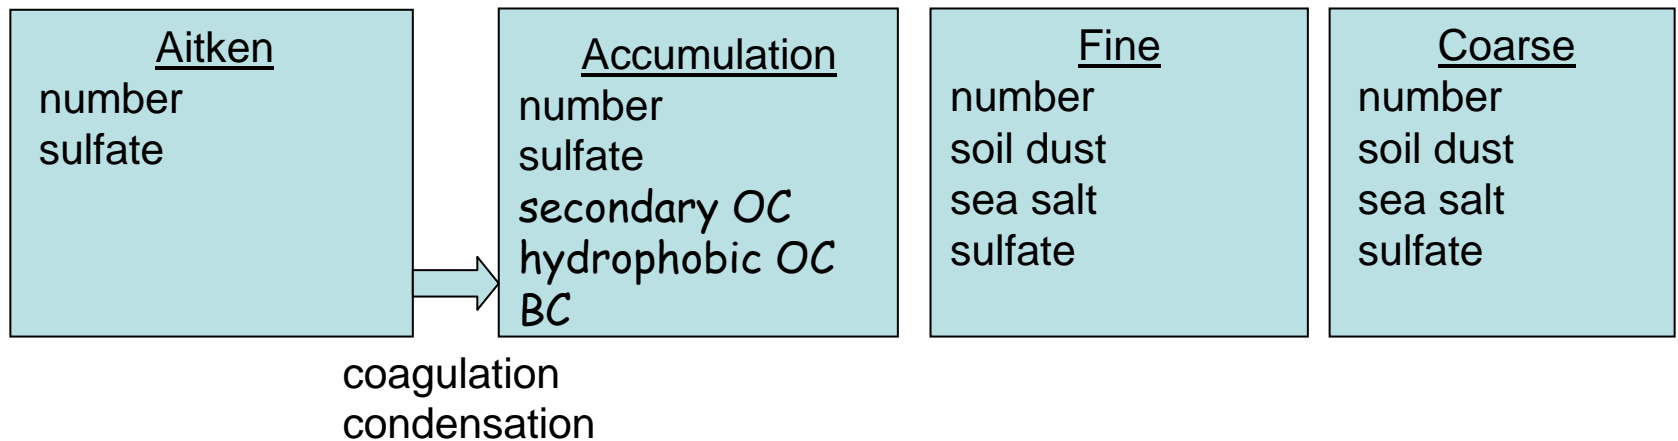 Aitken
number
sulfate
Accumulation
number
sulfate
secondary OC
hydrophobic OC
BC
Fine
number
soil dust
sea salt
sulfate
Coarse
number
soil dust
sea salt
sulfate
coagulation
condensation